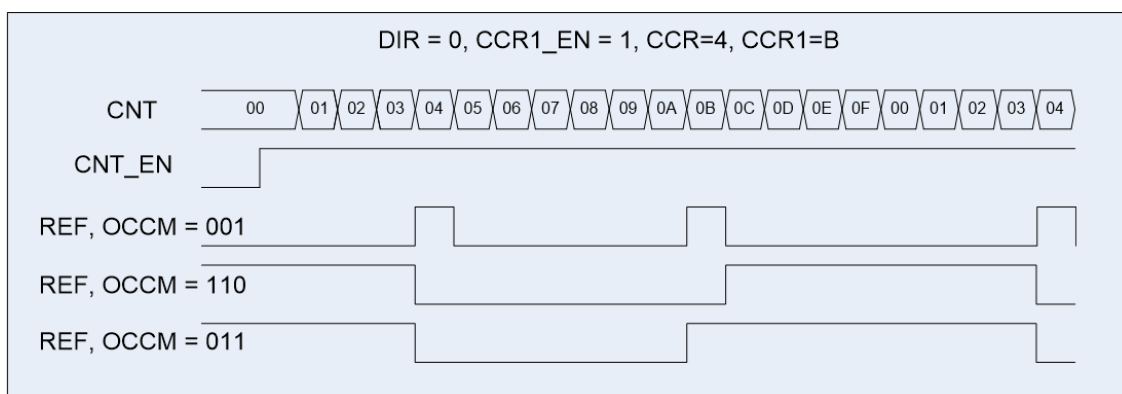 DIR = 0, CCR1_EN = 1, CCR=4, CCR1=B
CNT 00 01 02 03 04 05 06 07 08 09 0A 0B 0C 0D 0E 0F 00 01 02 03 04
CNT_EN
REF, OCCM = 001
REF, OCCM = 110
REF, OCCM = 011